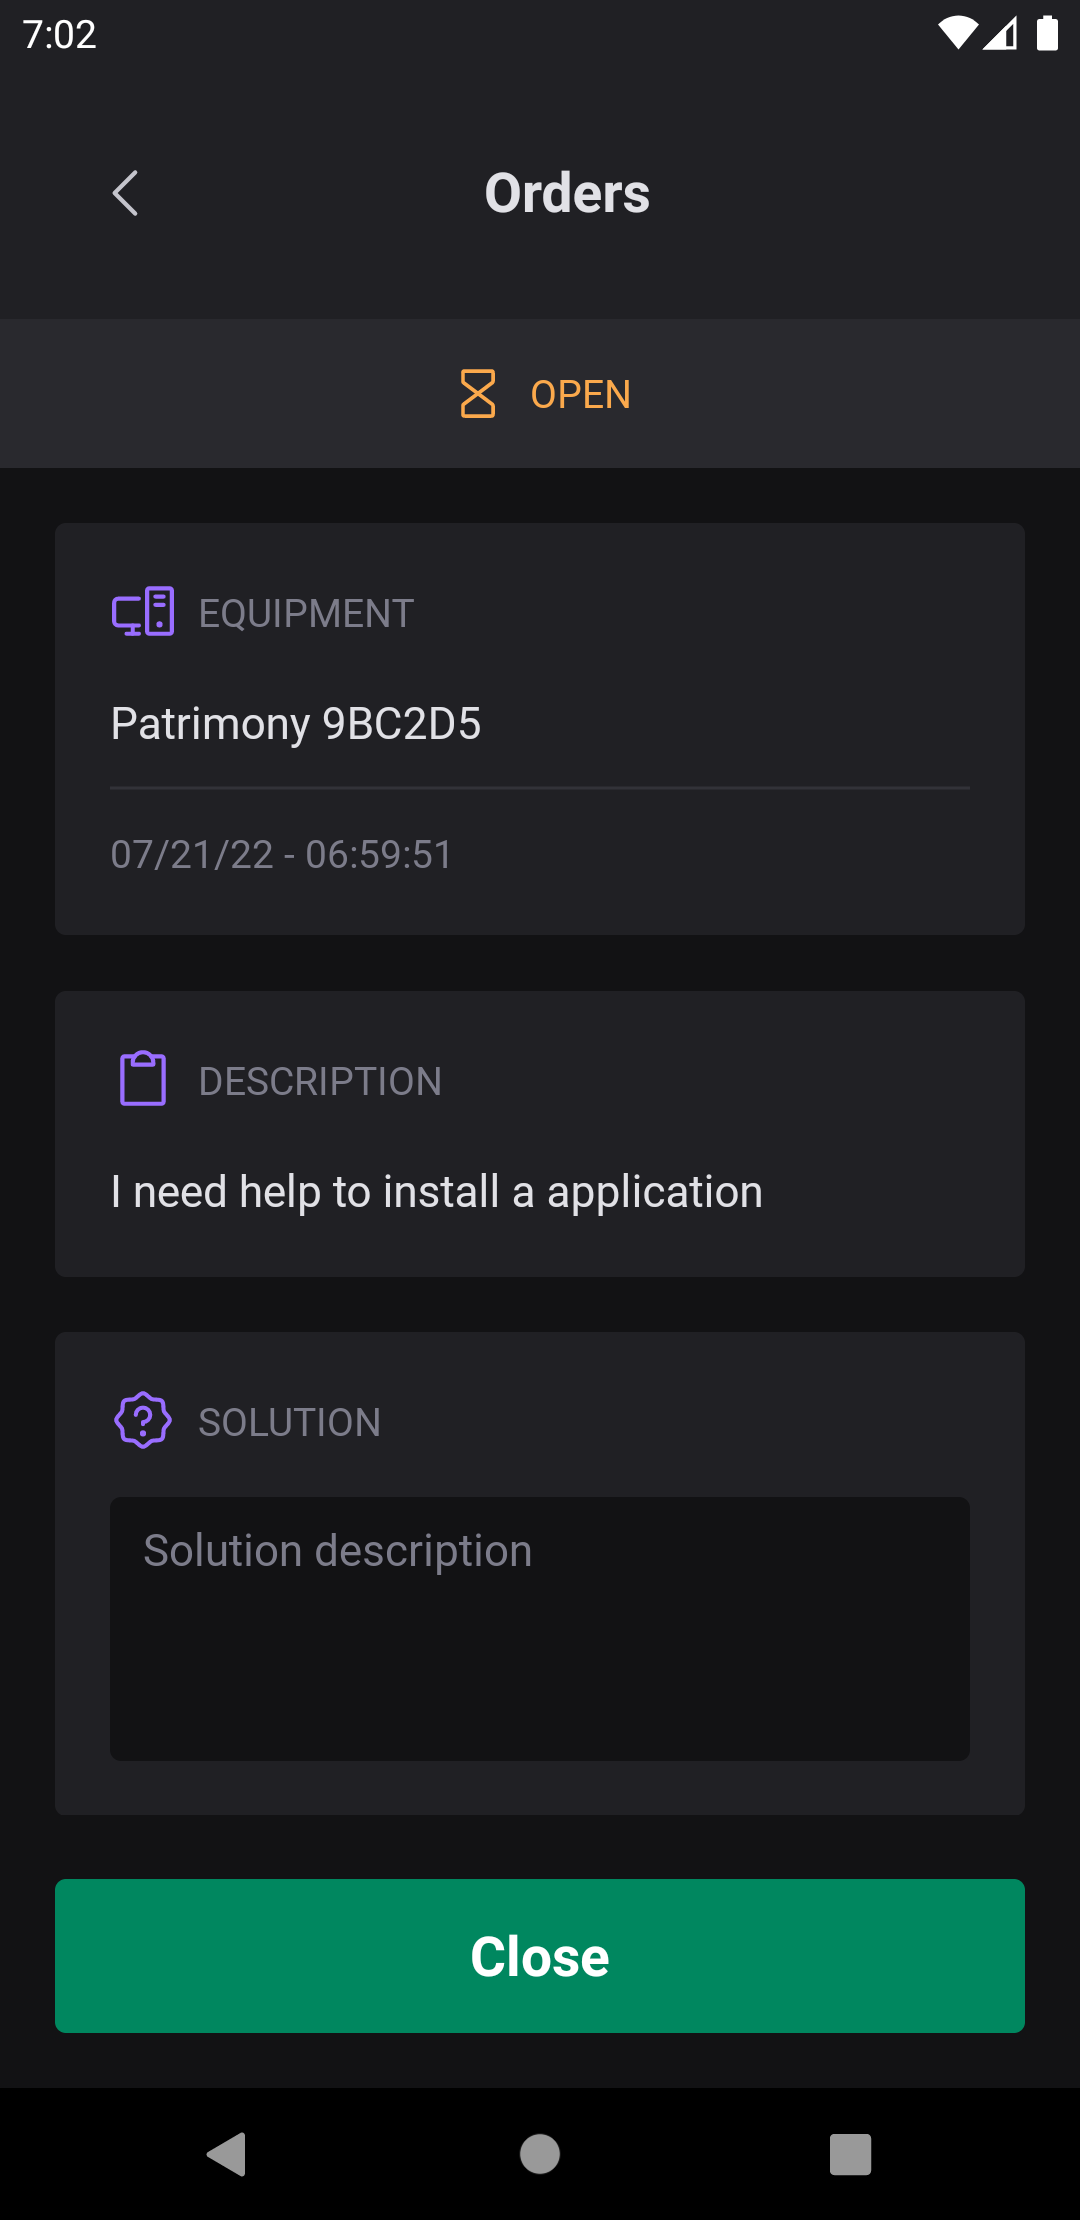 7:02
Orders
OPEN
EQUIPMENT
Patrimony 9BC2D5
07/21/22 - 06:59:51
DESCRIPTION
I need help to install a application
SOLUTION
Solution description
Close